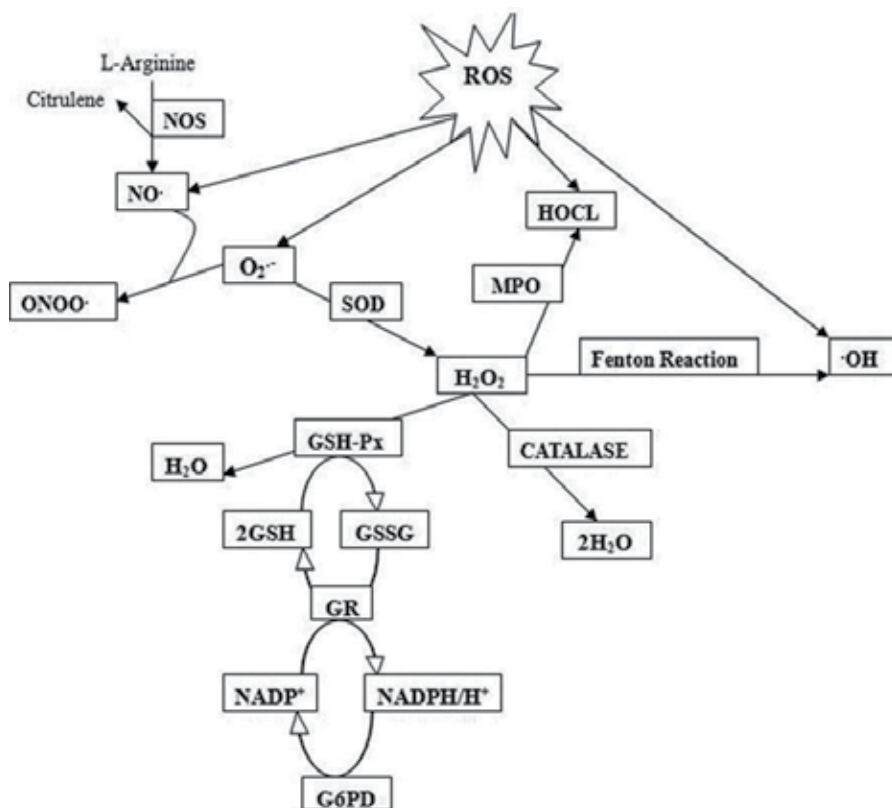 L-Arginine
ROS
Citrulene
NOS
NO·
HOCL
O₂·⁻
MPO
ONOO·
SOD
Fenton Reaction
·OH
H₂O₂
GSH-Px
CATALASE
H₂O
2GSH
GSSG
2H₂O
GR
NADP⁺
NADPH/H⁺
G6PD